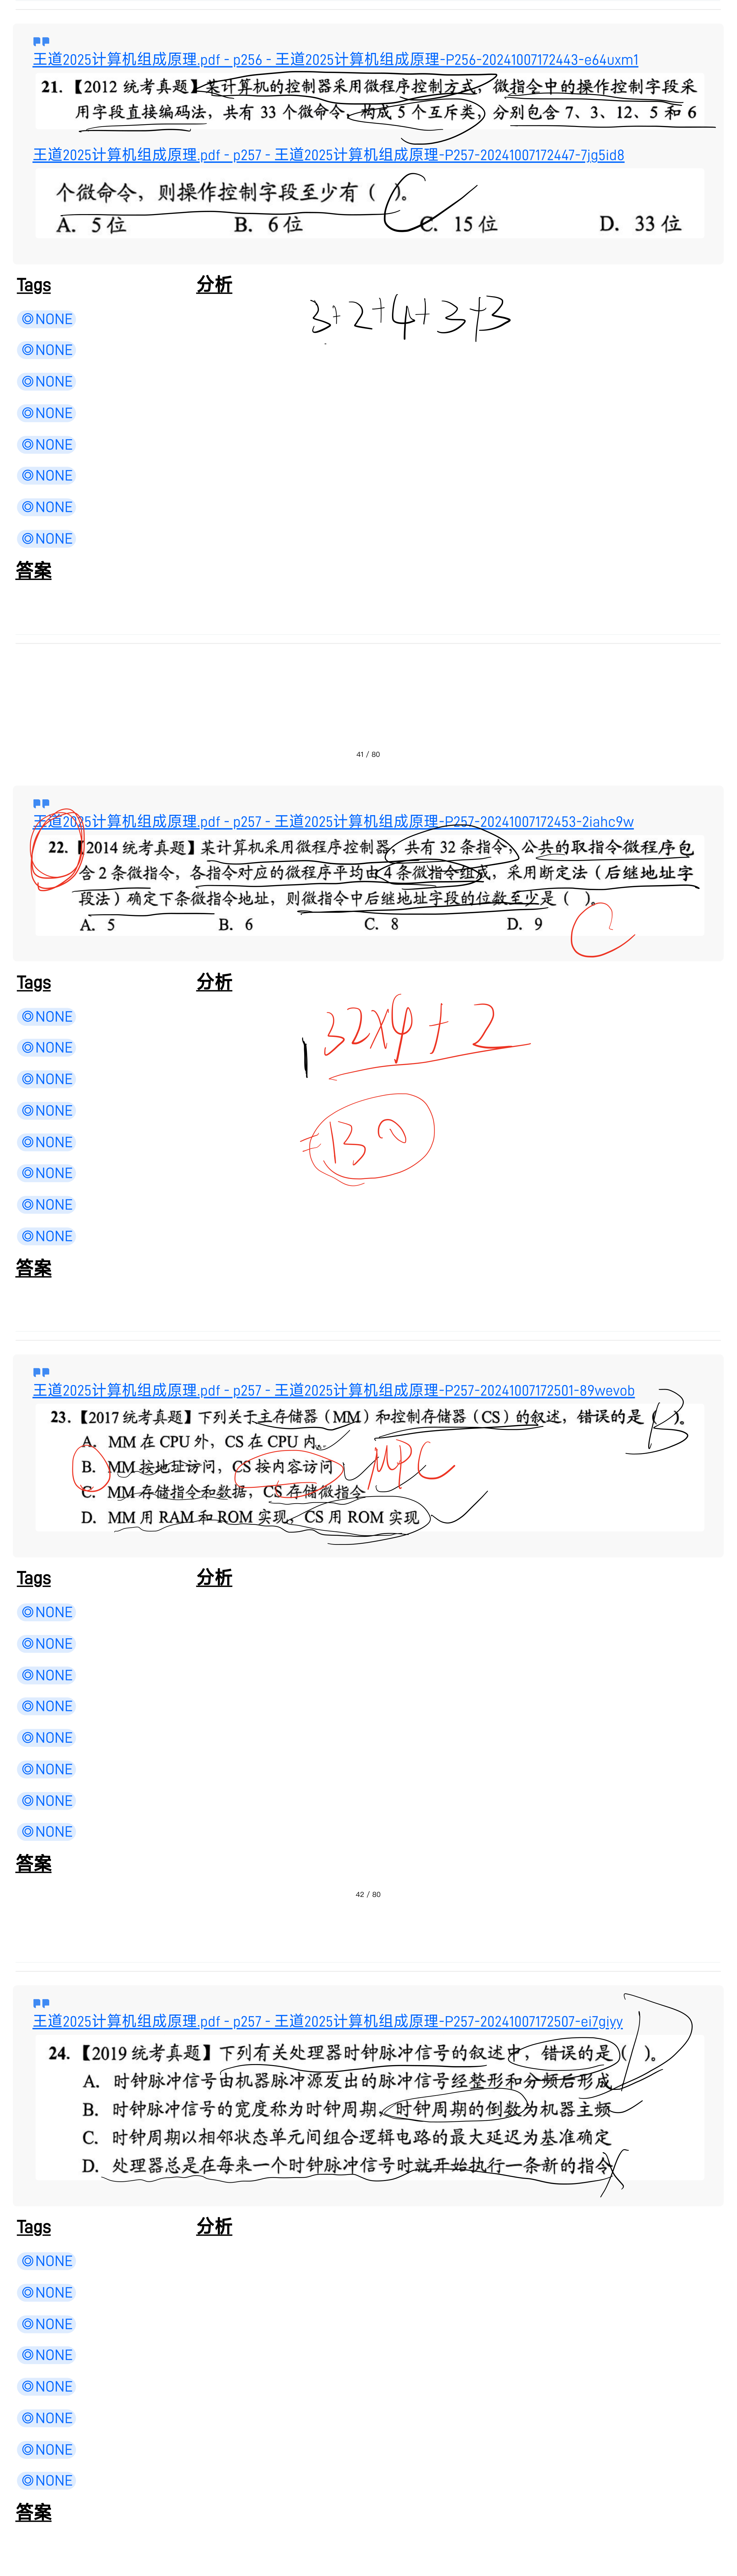 王道2025计算机组成原理.pdf - p256 - 王道2025计算机组成原理-P256-20241007172443-e64uxm1
21. 【2012 统考真题】某计算机的控制器采用微程序控制方式,微指令中的操作控制字段采
用字段直接编码法,共有 33 个微命令,构成 5 个互斥类,分别包含 7、3、12、5 和 6
王道2025计算机组成原理.pdf - p257 - 王道2025计算机组成原理-P257-20241007172447-7jg5id8
个微命令,则操作控制字段至少有( )。
C
A. 5 位 B. 6 位 C. 15 位 D. 33 位
Tags 分析
3+2+4+3+3
◎NONE
◎NONE
◎NONE
◎NONE
◎NONE
◎NONE
◎NONE
◎NONE
答案
41 / 80
王道2025计算机组成原理.pdf - p257 - 王道2025计算机组成原理-P257-20241007172453-2iahc9w
22. 【2014 统考真题】某计算机采用微程序控制器,共有 32 条指令,公共的取指令微程序包
含 2 条微指令,各指令对应的微程序平均由 4 条微指令组成,采用断定法(后继地址字
段法)确定下条微指令地址,则微指令中后继地址字段的位数至少是( )。
A. 5 B. 6 C. 8 D. 9
C
Tags 分析
32×4+2
=130
◎NONE
◎NONE
◎NONE
◎NONE
◎NONE
◎NONE
◎NONE
◎NONE
答案
王道2025计算机组成原理.pdf - p257 - 王道2025计算机组成原理-P257-20241007172501-89wevob
23. 【2017 统考真题】下列关于主存储器(MM)和控制存储器(CS)的叙述,错误的是( )。
B
A. MM 在 CPU 外,CS 在 CPU 内
B. MM 按地址访问,CS 按内容访问
MPC
C. MM 存储指令和数据,CS 存储微指令
D. MM 用 RAM 和 ROM 实现,CS 用 ROM 实现
Tags 分析
◎NONE
◎NONE
◎NONE
◎NONE
◎NONE
◎NONE
◎NONE
◎NONE
答案
42 / 80
王道2025计算机组成原理.pdf - p257 - 王道2025计算机组成原理-P257-20241007172507-ei7giyy
24. 【2019 统考真题】下列有关处理器时钟脉冲信号的叙述中,错误的是( )。
D
A. 时钟脉冲信号由机器脉冲源发出的脉冲信号经整形和分频后形成
B. 时钟脉冲信号的宽度称为时钟周期,时钟周期的倒数为机器主频
C. 时钟周期以相邻状态单元间组合逻辑电路的最大延迟为基准确定
D. 处理器总是在每来一个时钟脉冲信号时就开始执行一条新的指令
Tags 分析
◎NONE
◎NONE
◎NONE
◎NONE
◎NONE
◎NONE
◎NONE
◎NONE
答案